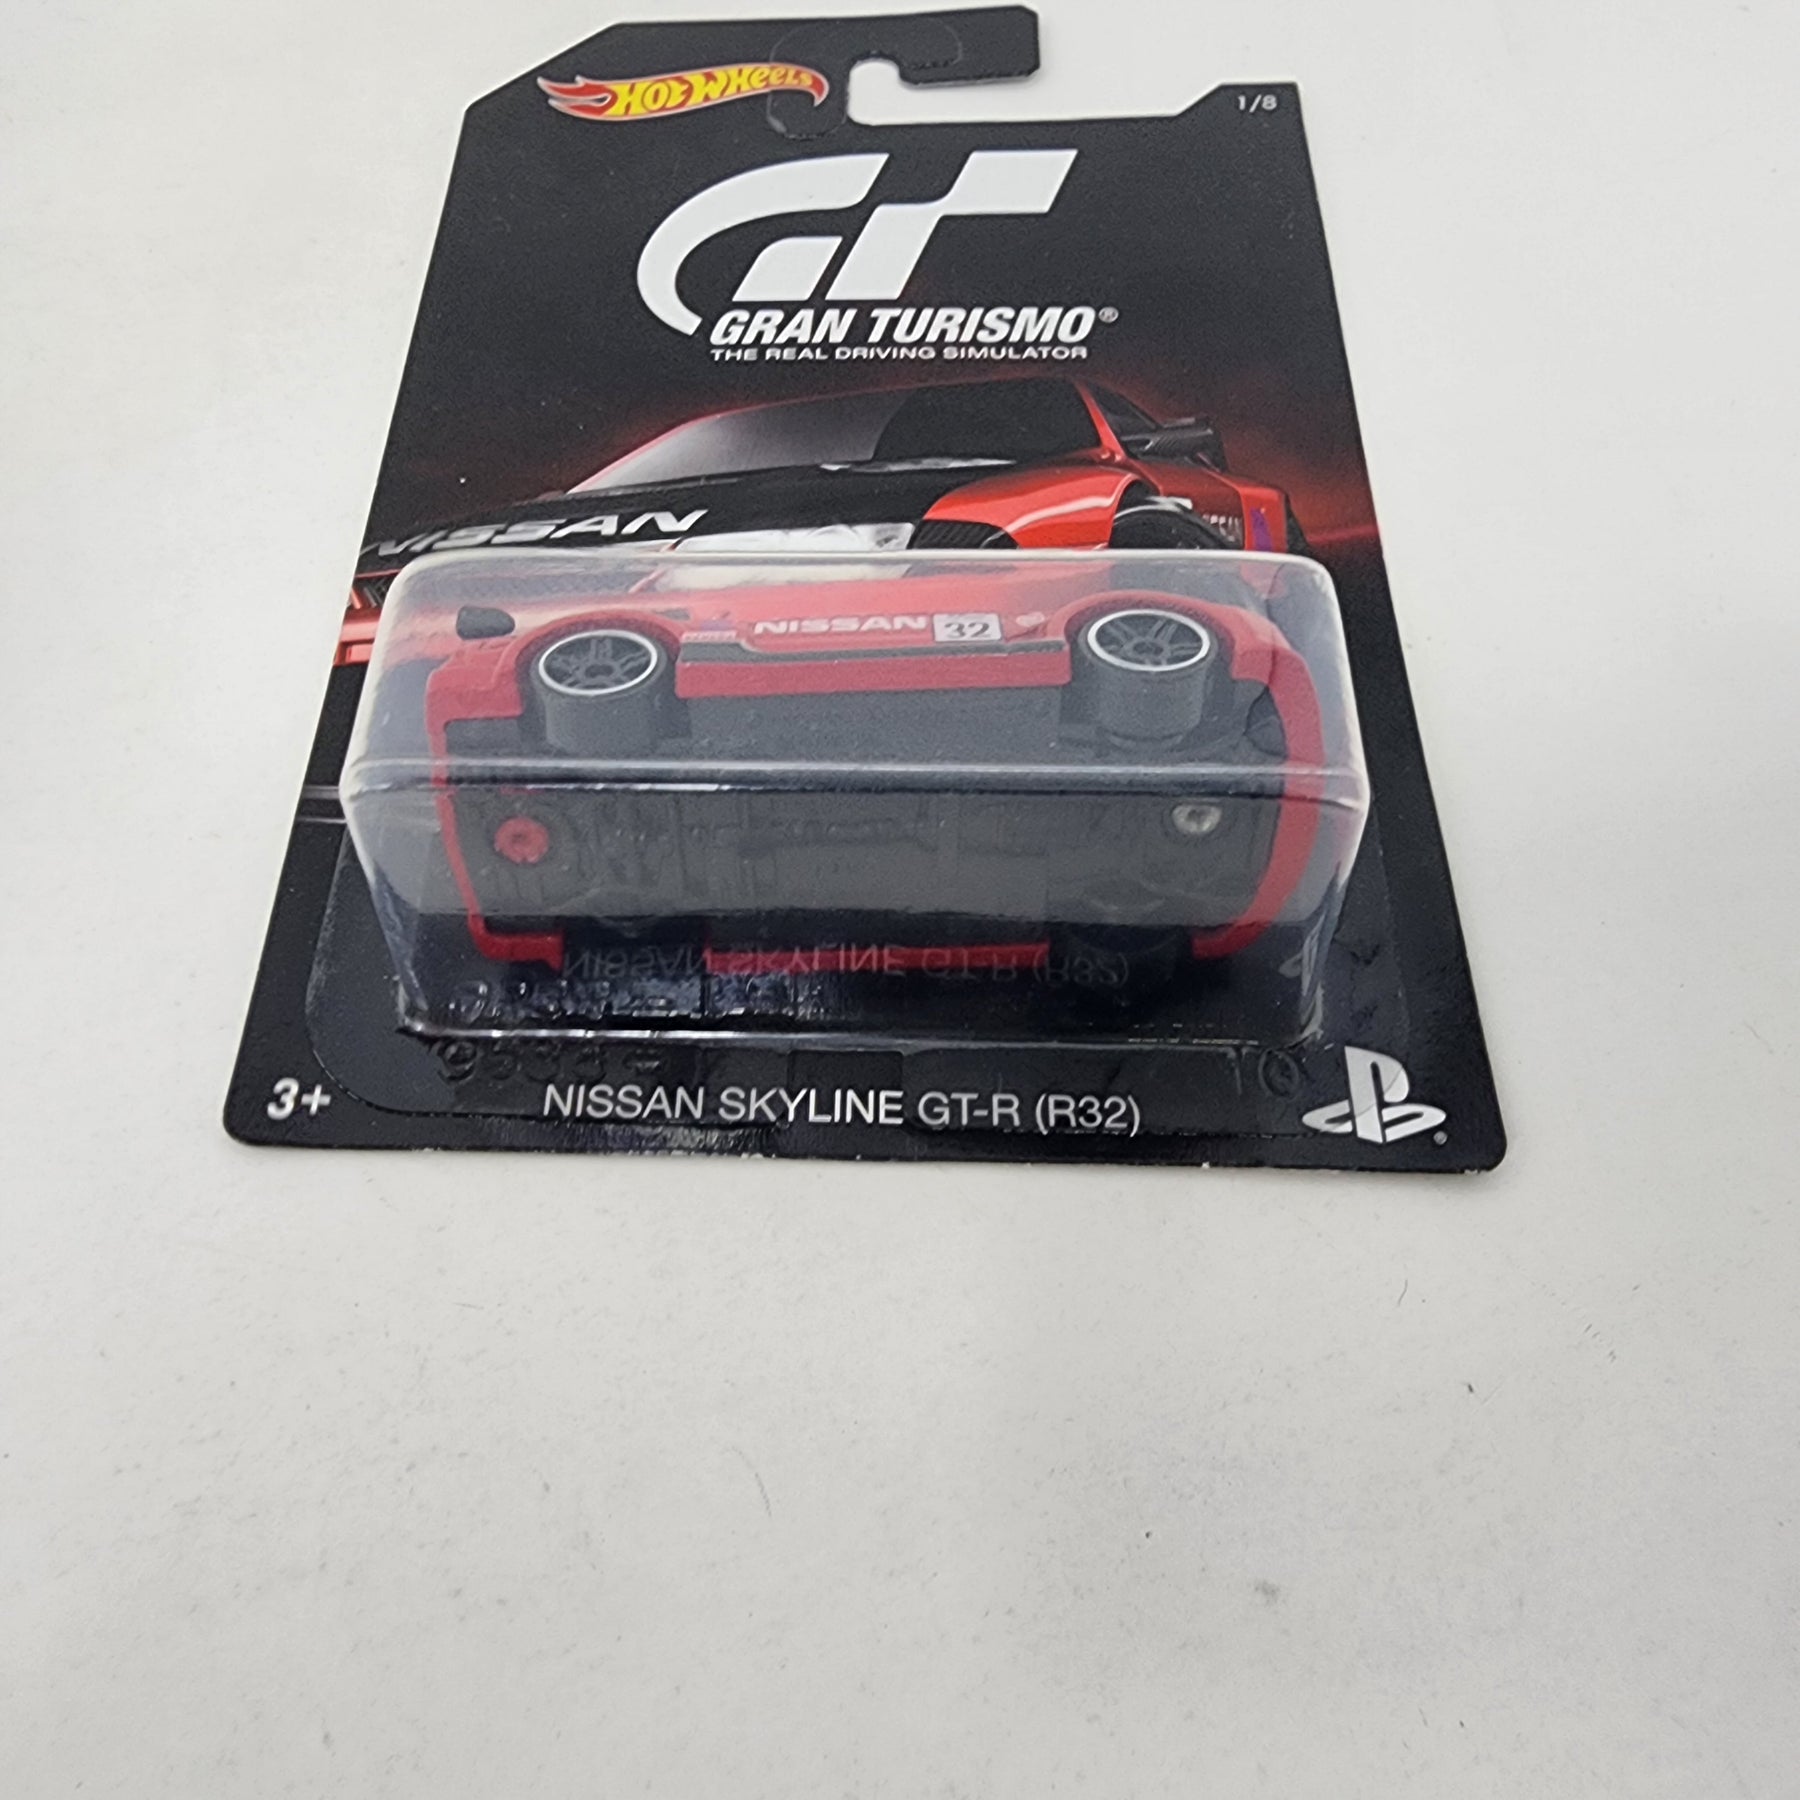 HOT WHEELS
1/8
GT
GRAN TURISMO®
THE REAL DRIVING SIMULATOR
NISSAN
NISSAN 32
3+
NISSAN SKYLINE GT-R (R32)